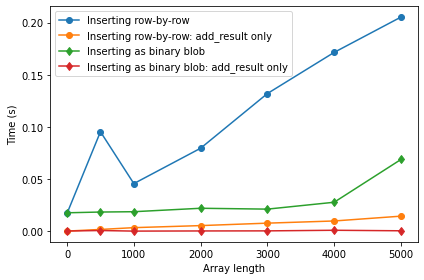 0.20
0.15
0.10
0.05
0.00
Time (s)
Inserting row-by-row
Inserting row-by-row: add_result only
Inserting as binary blob
Inserting as binary blob: add_result only
0 1000 2000 3000 4000 5000
Array length